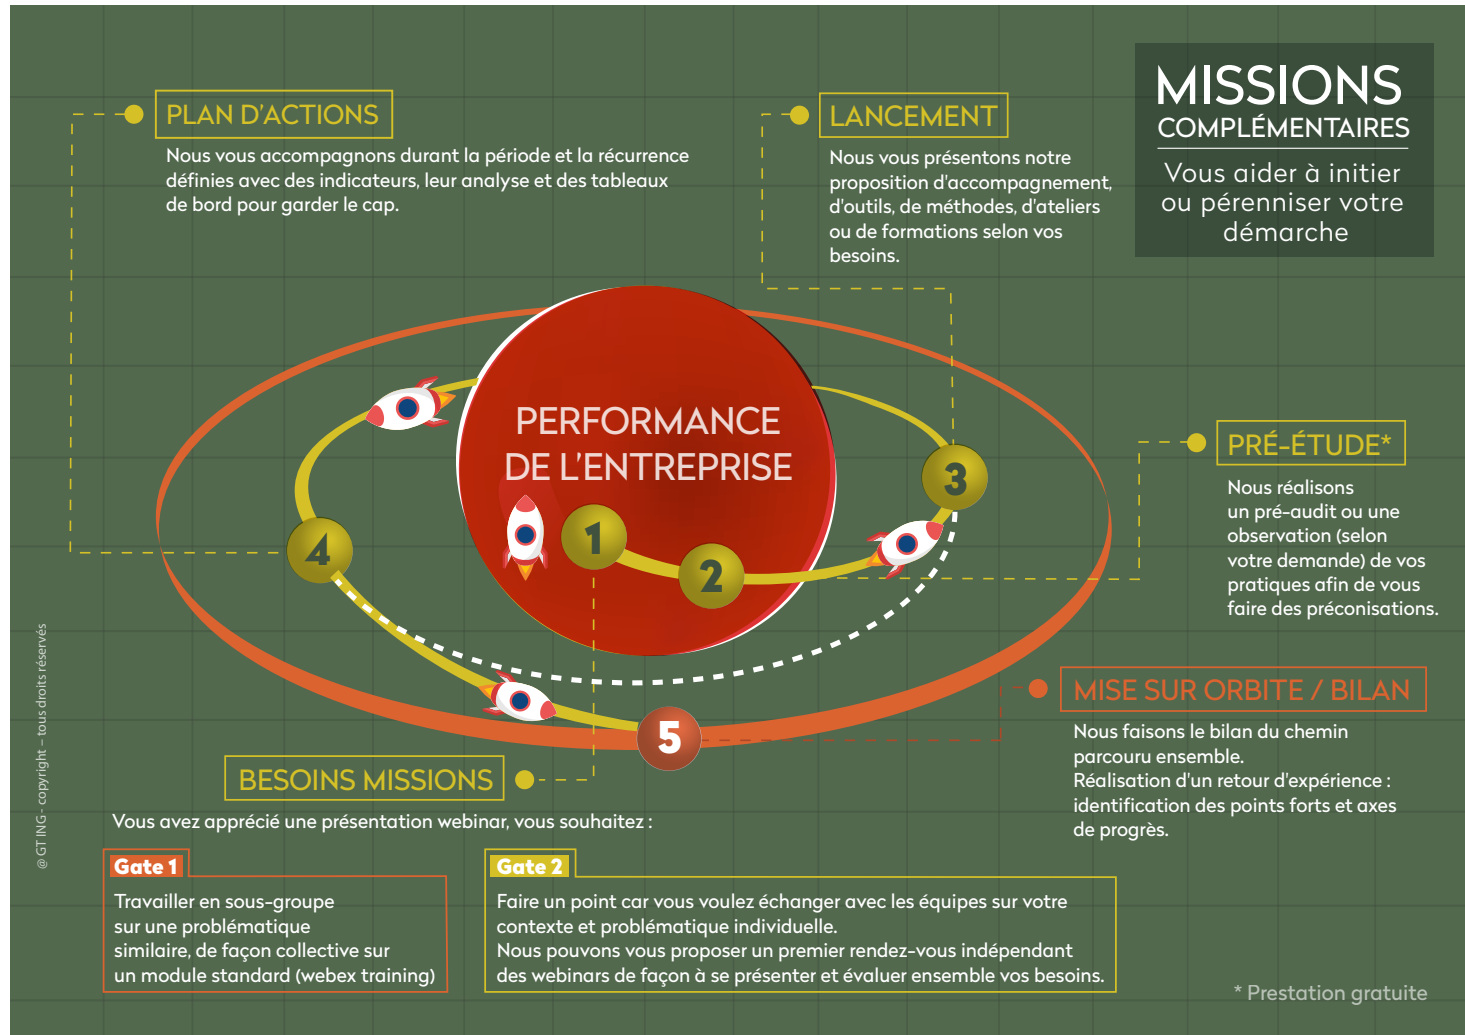 MISSIONS
COMPLÉMENTAIRES
Vous aider à initier
ou pérenniser votre
démarche
PLAN D'ACTIONS
Nous vous accompagnons durant la période et la récurrence
définies avec des indicateurs, leur analyse et des tableaux
de bord pour garder le cap.
LANCEMENT
Nous vous présentons notre
proposition d'accompagnement,
d'outils, de méthodes, d'ateliers
ou de formations selon vos
besoins.
PERFORMANCE
DE L'ENTREPRISE
1
2
3
4
5
PRÉ-ÉTUDE*
Nous réalisons
un pré-audit ou une
observation (selon
votre demande) de vos
pratiques afin de vous
faire des préconisations.
MISE SUR ORBITE / BILAN
Nous faisons le bilan du chemin
parcouru ensemble.
Réalisation d'un retour d'expérience :
identification des points forts et axes
de progrès.
BESOINS MISSIONS
Vous avez apprécié une présentation webinar, vous souhaitez :
Gate 1
Travailler en sous-groupe
sur une problématique
similaire, de façon collective sur
un module standard (webex training)
Gate 2
Faire un point car vous voulez échanger avec les équipes sur votre
contexte et problématique individuelle.
Nous pouvons vous proposer un premier rendez-vous indépendant
des webinars de façon à se présenter et évaluer ensemble vos besoins.
* Prestation gratuite
@ GT ING - copyright – tous droits réservés